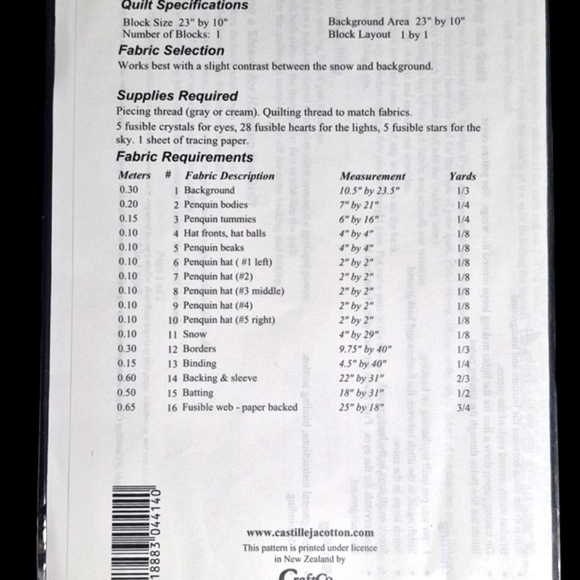 Quilt Specifications
Block Size 23" by 10" Background Area 23" by 10"
Number of Blocks: 1 Block Layout 1 by 1
Fabric Selection
Works best with a slight contrast between the snow and background.
Supplies Required
Piecing thread (gray or cream). Quilting thread to match fabrics.
5 fusible crystals for eyes, 28 fusible hearts for the lights, 5 fusible stars for the
sky. 1 sheet of tracing paper.
Fabric Requirements
Meters # Fabric Description Measurement Yards
0.30 1 Background 10.5" by 23.5" 1/3
0.20 2 Penquin bodies 7" by 21" 1/4
0.15 3 Penquin tummies 6" by 16" 1/4
0.10 4 Hat fronts, hat balls 4" by 4" 1/8
0.10 5 Penquin beaks 4" by 4" 1/8
0.10 6 Penquin hat ( #1 left) 2" by 2" 1/8
0.10 7 Penquin hat (#2) 2" by 2" 1/8
0.10 8 Penquin hat (#3 middle) 2" by 2" 1/8
0.10 9 Penquin hat (#4) 2" by 2" 1/8
0.10 10 Penquin hat (#5 right) 2" by 2" 1/8
0.10 11 Snow 4" by 29" 1/8
0.30 12 Borders 9.75" by 40" 1/3
0.15 13 Binding 4.5" by 40" 1/4
0.60 14 Backing & sleeve 22" by 31" 2/3
0.50 15 Batting 18" by 31" 1/2
0.65 16 Fusible web - paper backed 25" by 18" 3/4
18883 044140
www.castillejacotton.com
This pattern is printed under licence
in New Zealand by
CraftCo